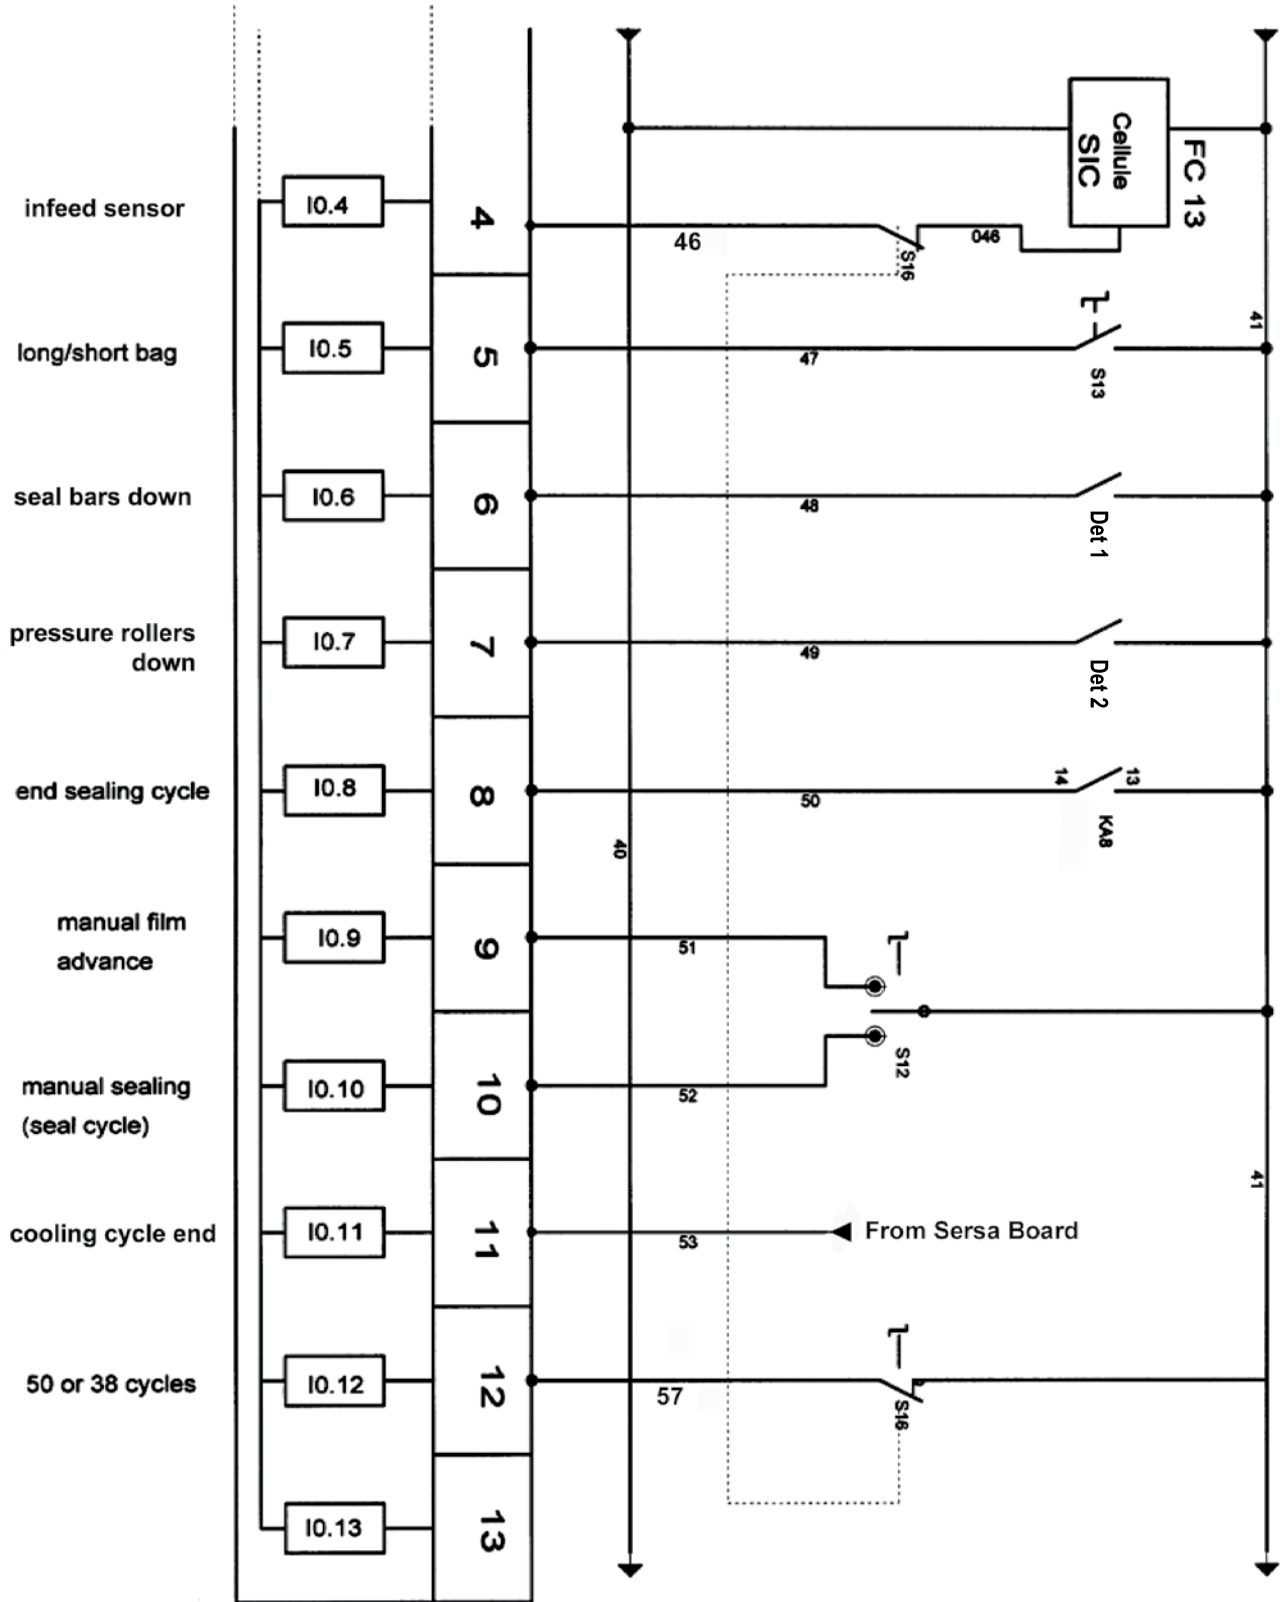 Cellule
SIC
FC 13
infeed sensor
I0.4
4
46
S16
046
long/short bag
I0.5
5
47
S13
41
seal bars down
I0.6
6
48
Det 1
pressure rollers
down
I0.7
7
49
Det 2
end sealing cycle
I0.8
8
50
14
13
KA8
40
manual film
advance
I0.9
9
51
S12
manual sealing
(seal cycle)
I0.10
10
52
41
cooling cycle end
I0.11
11
53
From Sersa Board
50 or 38 cycles
I0.12
12
57
S16
I0.13
13